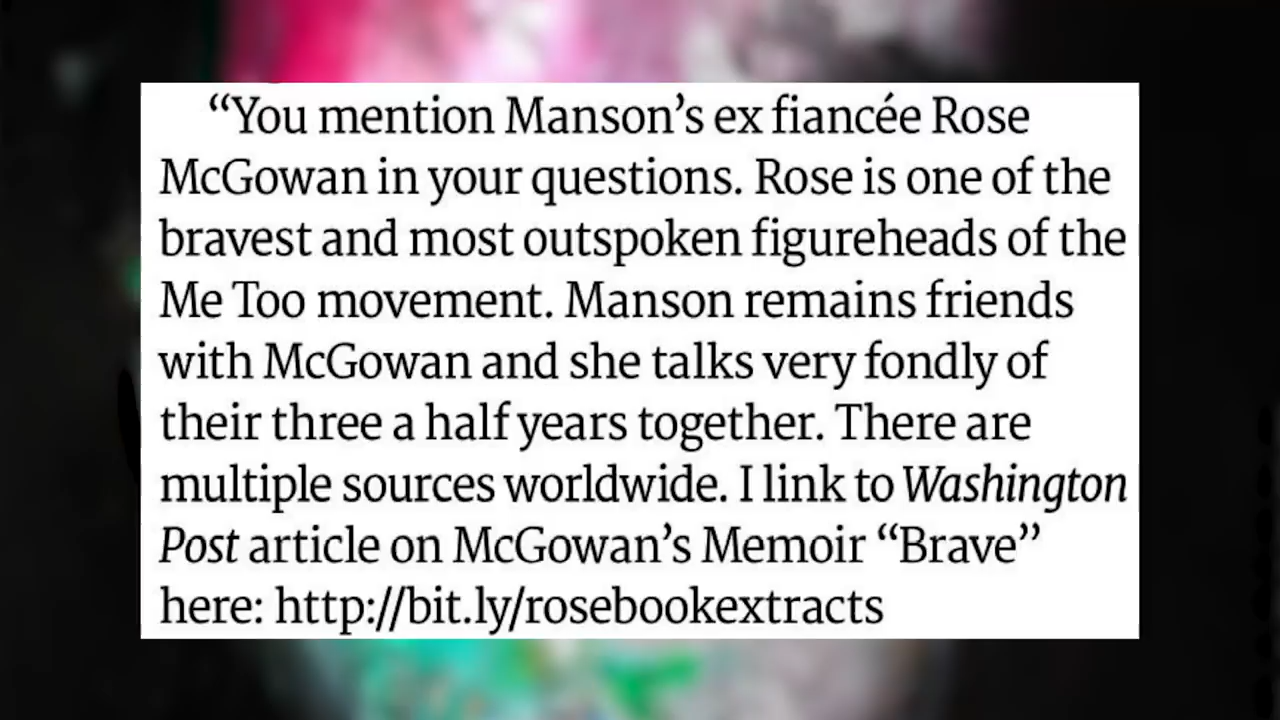 “You mention Manson’s ex fiancée Rose
McGowan in your questions. Rose is one of the
bravest and most outspoken figureheads of the
Me Too movement. Manson remains friends
with McGowan and she talks very fondly of
their three a half years together. There are
multiple sources worldwide. I link to Washington
Post article on McGowan’s Memoir “Brave”
here: http://bit.ly/rosebookextracts